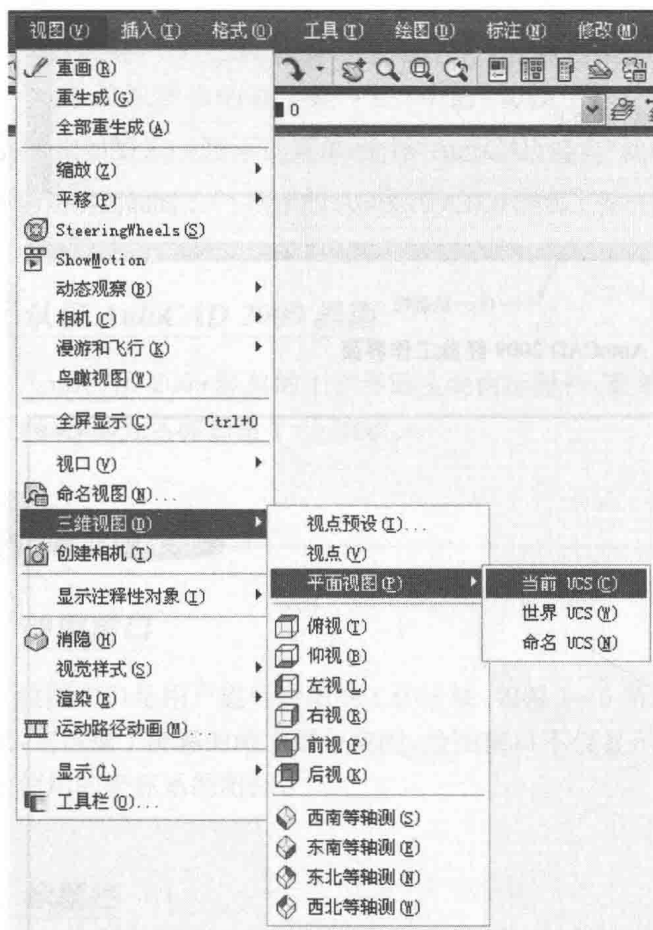 视图(V) 插入(I) 格式(O) 工具(T) 绘图(D) 标注(N) 修改(M)
重画(R)
重生成(G)
全部重生成(A)
0
缩放(Z)
平移(P)
SteeringWheels(S)
ShowMotion
动态观察(B)
相机(C)
漫游和飞行(K)
AutoCAD 2009
工作界面
鸟瞰视图(W)
全屏显示(C) Ctrl+0
视口(V)
命名视图(N)...
三维视图(D)
创建相机(T)
显示注释性对象(I)
消隐(H)
视觉样式(S)
渲染(E)
运动路径动画(M)
显示(L)
工具栏(O)...
视点预设(I)...
视点(V)
平面视图(P)
俯视(T)
仰视(B)
左视(L)
右视(R)
前视(F)
后视(K)
西南等轴测(S)
东南等轴测(E)
东北等轴测(N)
西北等轴测(W)
当前 UCS(C)
世界 UCS(W)
命名 UCS(N)